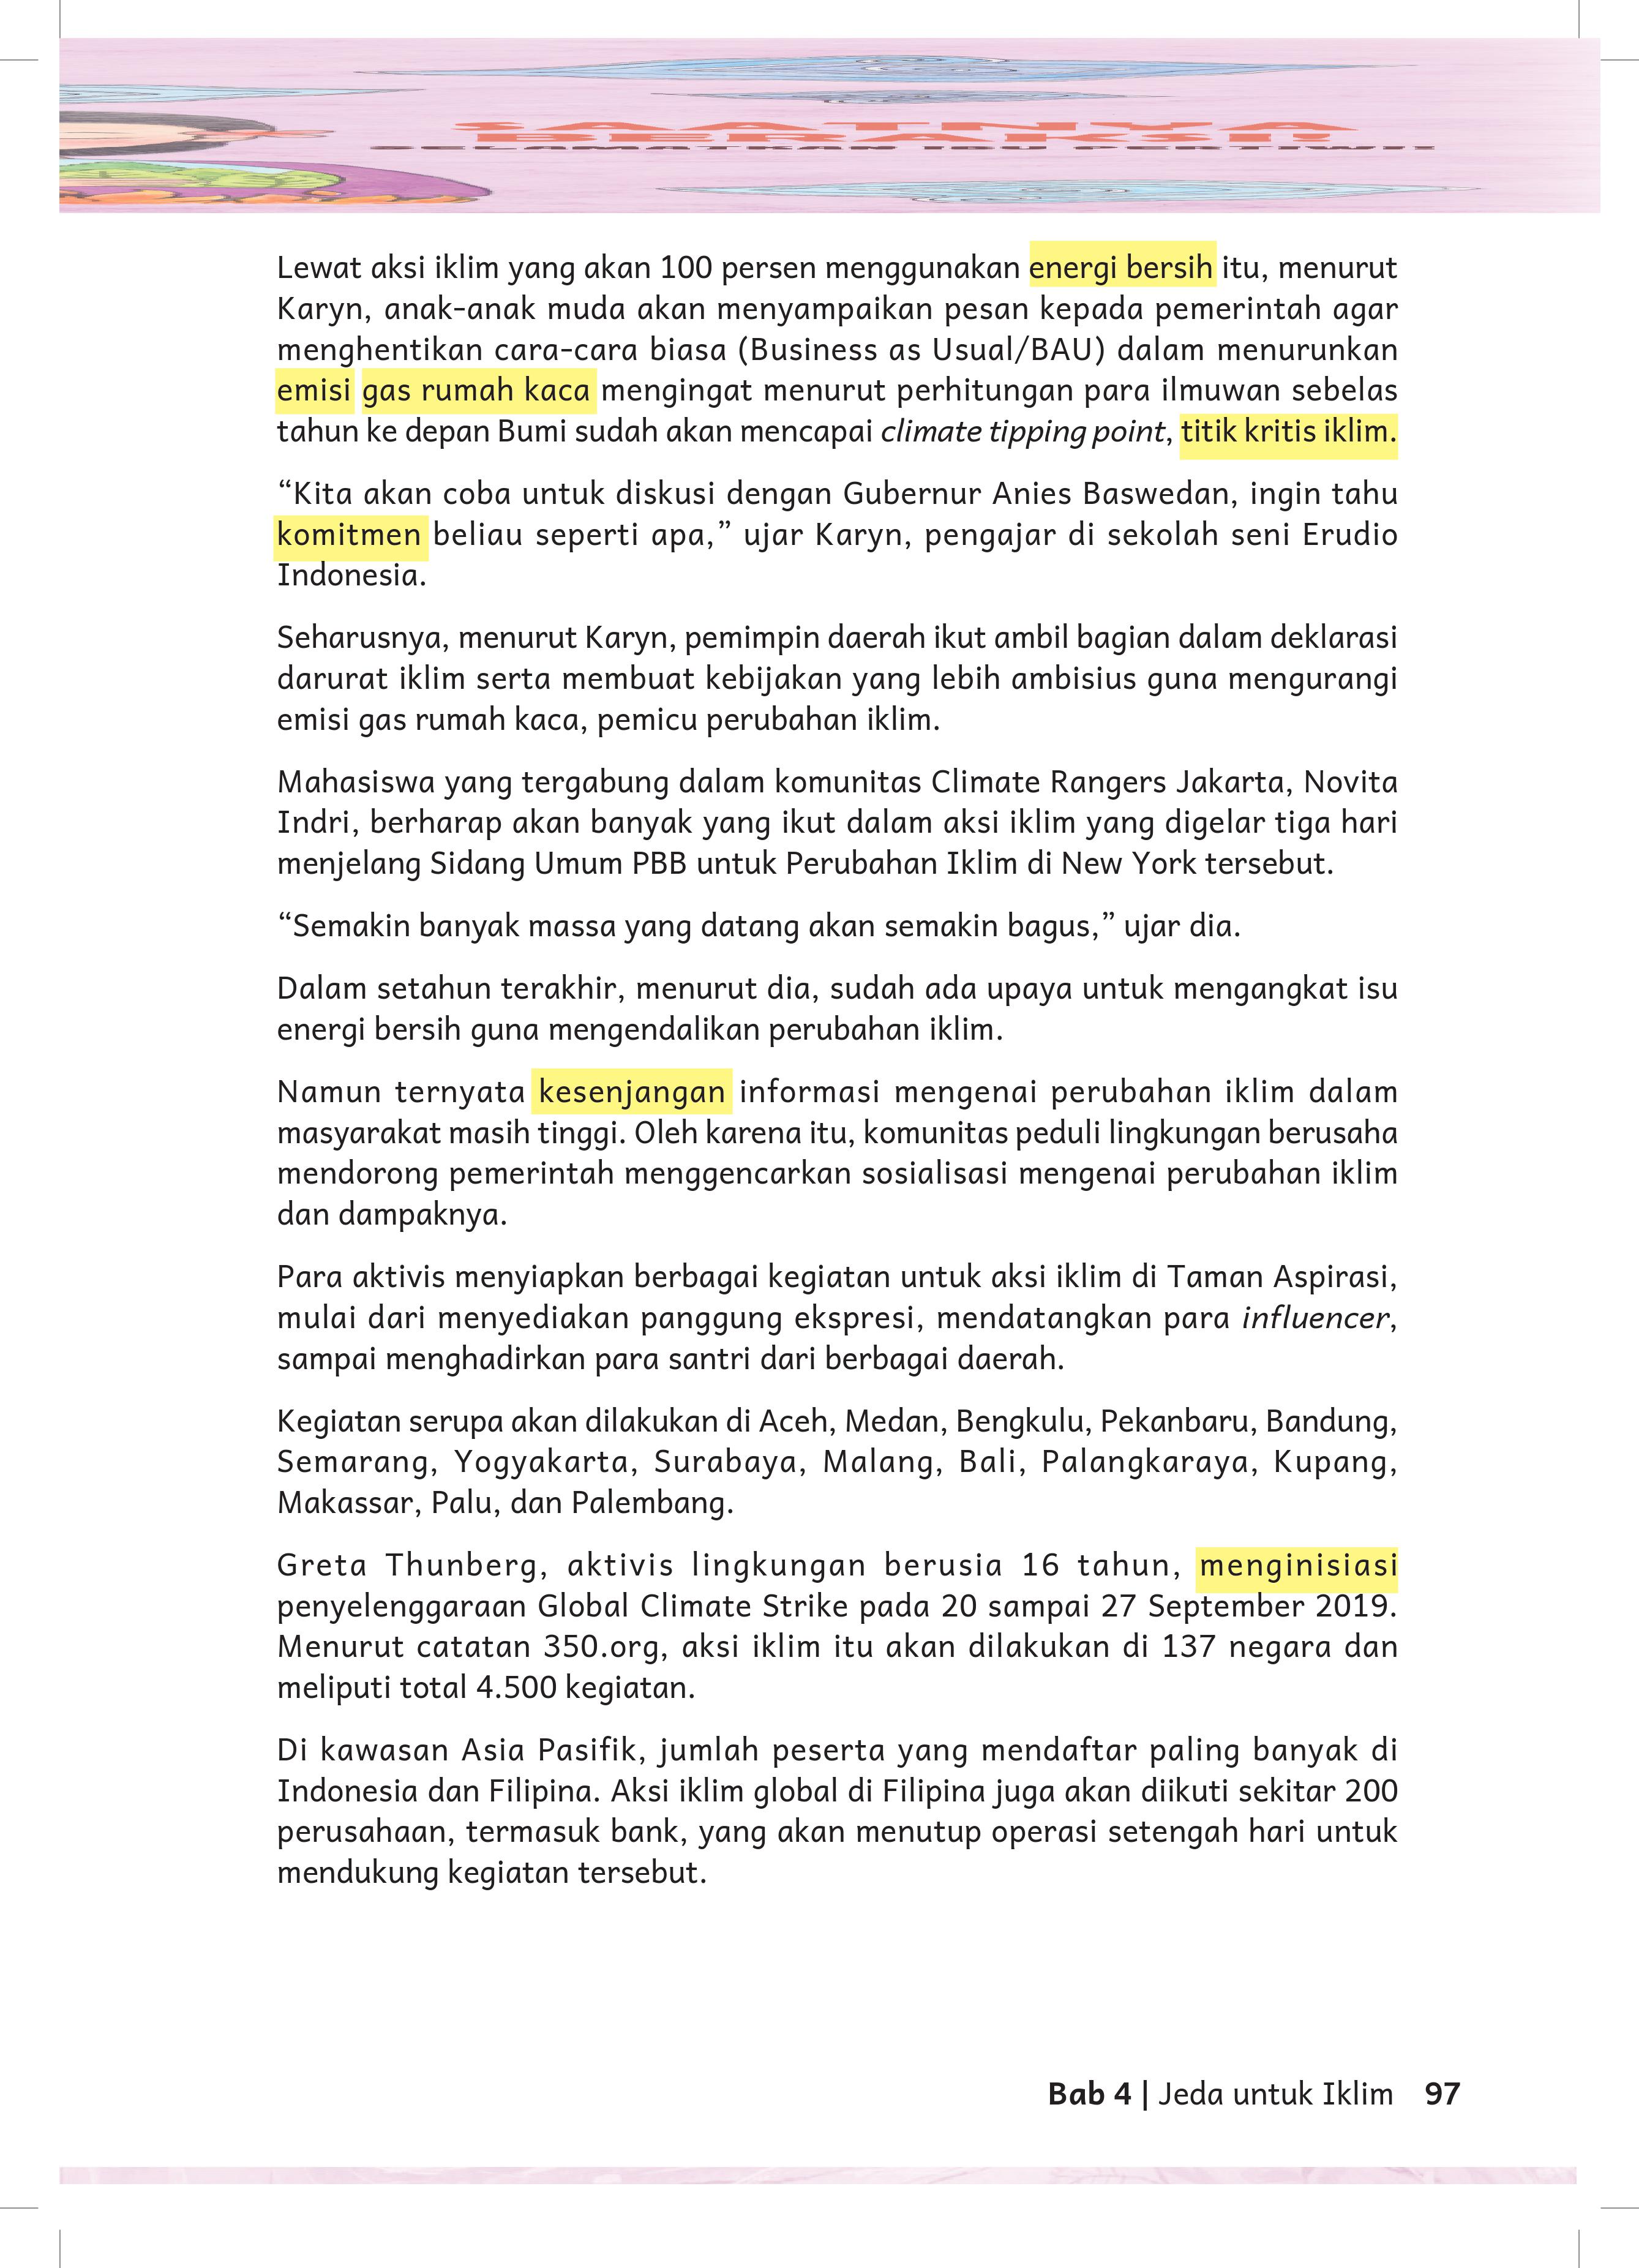 SAATNYA
BERAKSI!
SELAMATKAN IBU PERTIWI!
Lewat aksi iklim yang akan 100 persen menggunakan energi bersih itu, menurut
Karyn, anak-anak muda akan menyampaikan pesan kepada pemerintah agar
menghentikan cara-cara biasa (Business as Usual/BAU) dalam menurunkan
emisi gas rumah kaca mengingat menurut perhitungan para ilmuwan sebelas
tahun ke depan Bumi sudah akan mencapai climate tipping point, titik kritis iklim.
“Kita akan coba untuk diskusi dengan Gubernur Anies Baswedan, ingin tahu
komitmen beliau seperti apa,” ujar Karyn, pengajar di sekolah seni Erudio
Indonesia.
Seharusnya, menurut Karyn, pemimpin daerah ikut ambil bagian dalam deklarasi
darurat iklim serta membuat kebijakan yang lebih ambisius guna mengurangi
emisi gas rumah kaca, pemicu perubahan iklim.
Mahasiswa yang tergabung dalam komunitas Climate Rangers Jakarta, Novita
Indri, berharap akan banyak yang ikut dalam aksi iklim yang digelar tiga hari
menjelang Sidang Umum PBB untuk Perubahan Iklim di New York tersebut.
“Semakin banyak massa yang datang akan semakin bagus,” ujar dia.
Dalam setahun terakhir, menurut dia, sudah ada upaya untuk mengangkat isu
energi bersih guna mengendalikan perubahan iklim.
Namun ternyata kesenjangan informasi mengenai perubahan iklim dalam
masyarakat masih tinggi. Oleh karena itu, komunitas peduli lingkungan berusaha
mendorong pemerintah menggencarkan sosialisasi mengenai perubahan iklim
dan dampaknya.
Para aktivis menyiapkan berbagai kegiatan untuk aksi iklim di Taman Aspirasi,
mulai dari menyediakan panggung ekspresi, mendatangkan para influencer,
sampai menghadirkan para santri dari berbagai daerah.
Kegiatan serupa akan dilakukan di Aceh, Medan, Bengkulu, Pekanbaru, Bandung,
Semarang, Yogyakarta, Surabaya, Malang, Bali, Palangkaraya, Kupang,
Makassar, Palu, dan Palembang.
Greta Thunberg, aktivis lingkungan berusia 16 tahun, menginisiasi
penyelenggaraan Global Climate Strike pada 20 sampai 27 September 2019.
Menurut catatan 350.org, aksi iklim itu akan dilakukan di 137 negara dan
meliputi total 4.500 kegiatan.
Di kawasan Asia Pasifik, jumlah peserta yang mendaftar paling banyak di
Indonesia dan Filipina. Aksi iklim global di Filipina juga akan diikuti sekitar 200
perusahaan, termasuk bank, yang akan menutup operasi setengah hari untuk
mendukung kegiatan tersebut.
Bab 4 | Jeda untuk Iklim 97